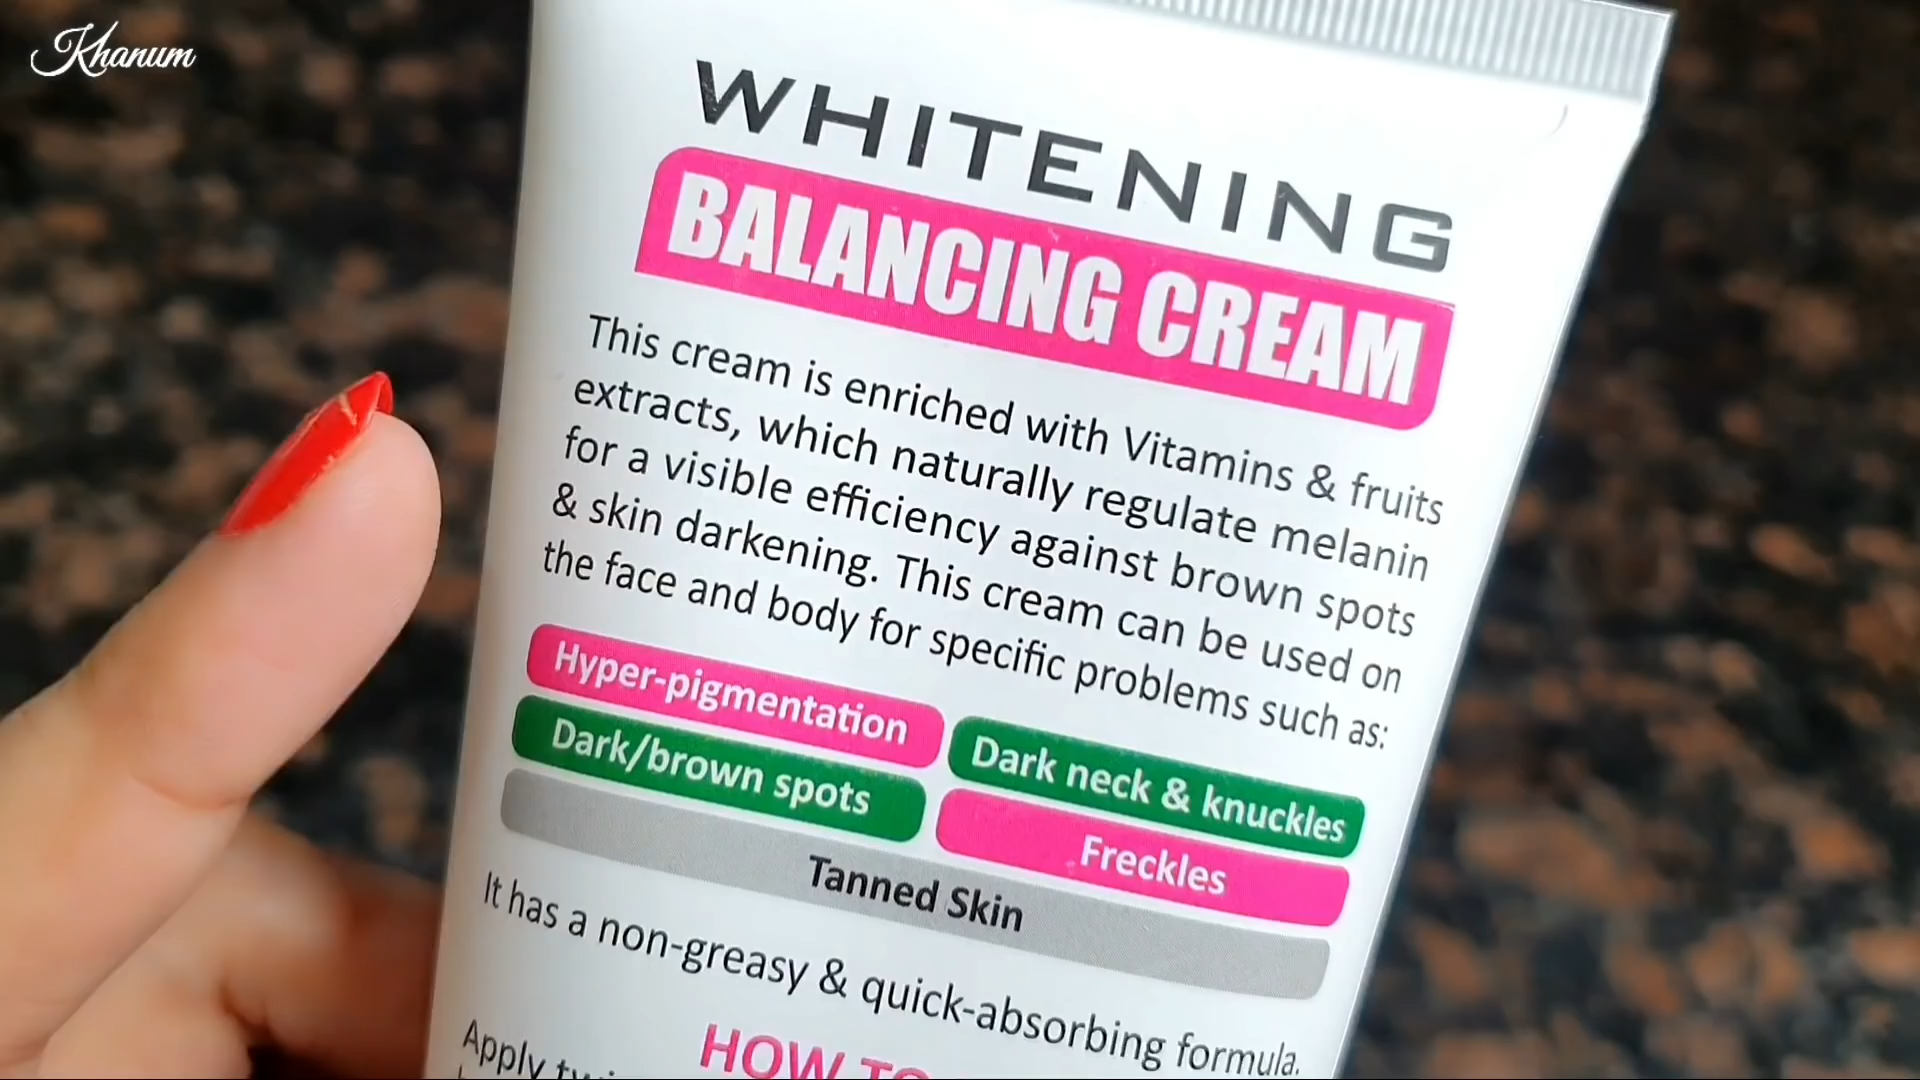 Khanum
WHITENING
BALANCING CREAM
This cream is enriched with Vitamins & fruits
extracts, which naturally regulate melanin
for a visible efficiency against brown spots
& skin darkening. This cream can be used on
the face and body for specific problems such as:
Hyper-pigmentation
Dark neck & knuckles
Dark/brown spots
Freckles
Tanned Skin
It has a non-greasy & quick-absorbing formula.
HOW TO
Apply